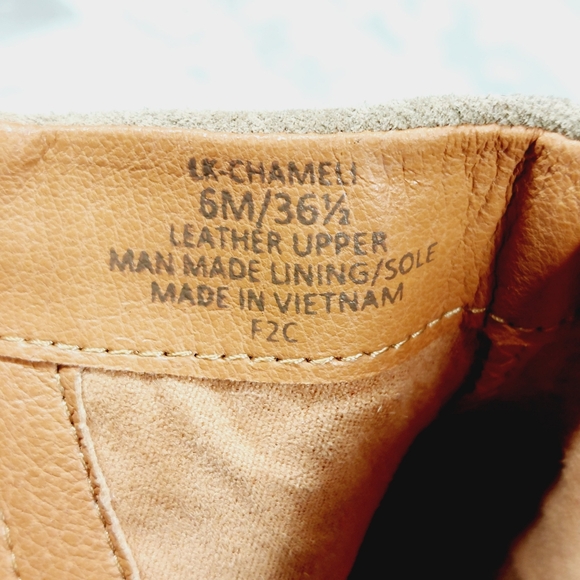 LK-CHAMELI
6M/36½
LEATHER UPPER
MAN MADE LINING/SOLE
MADE IN VIETNAM
F2C